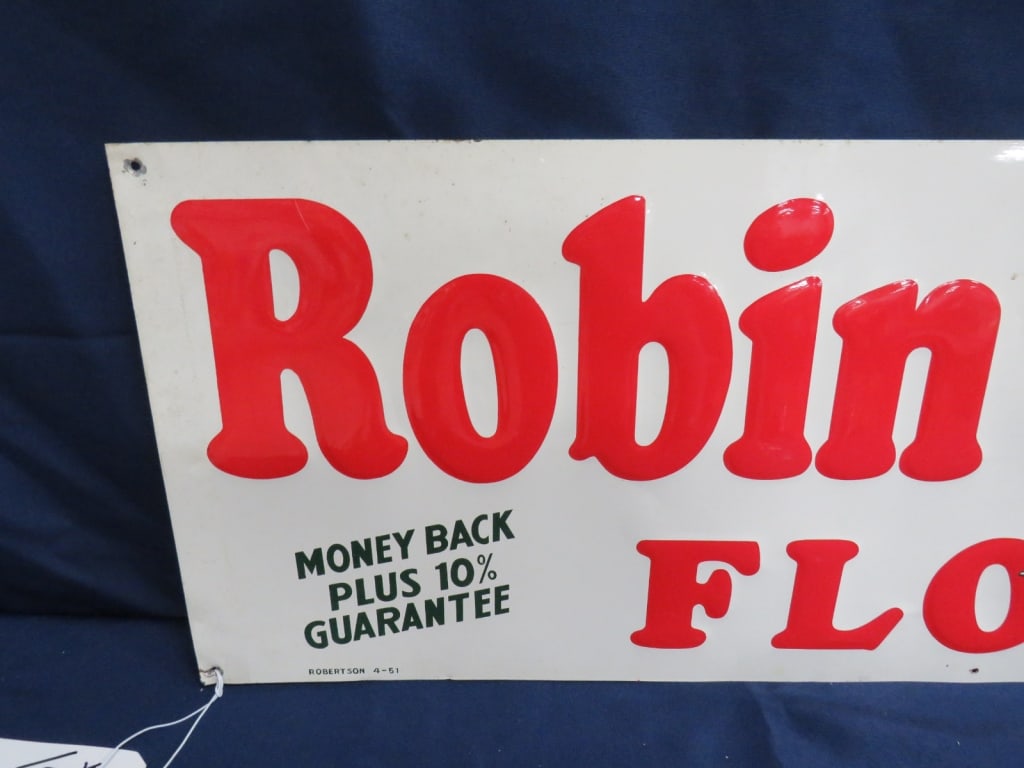 Robin
FLO
MONEY BACK
PLUS 10%
GUARANTEE
ROBERTSON 4-51